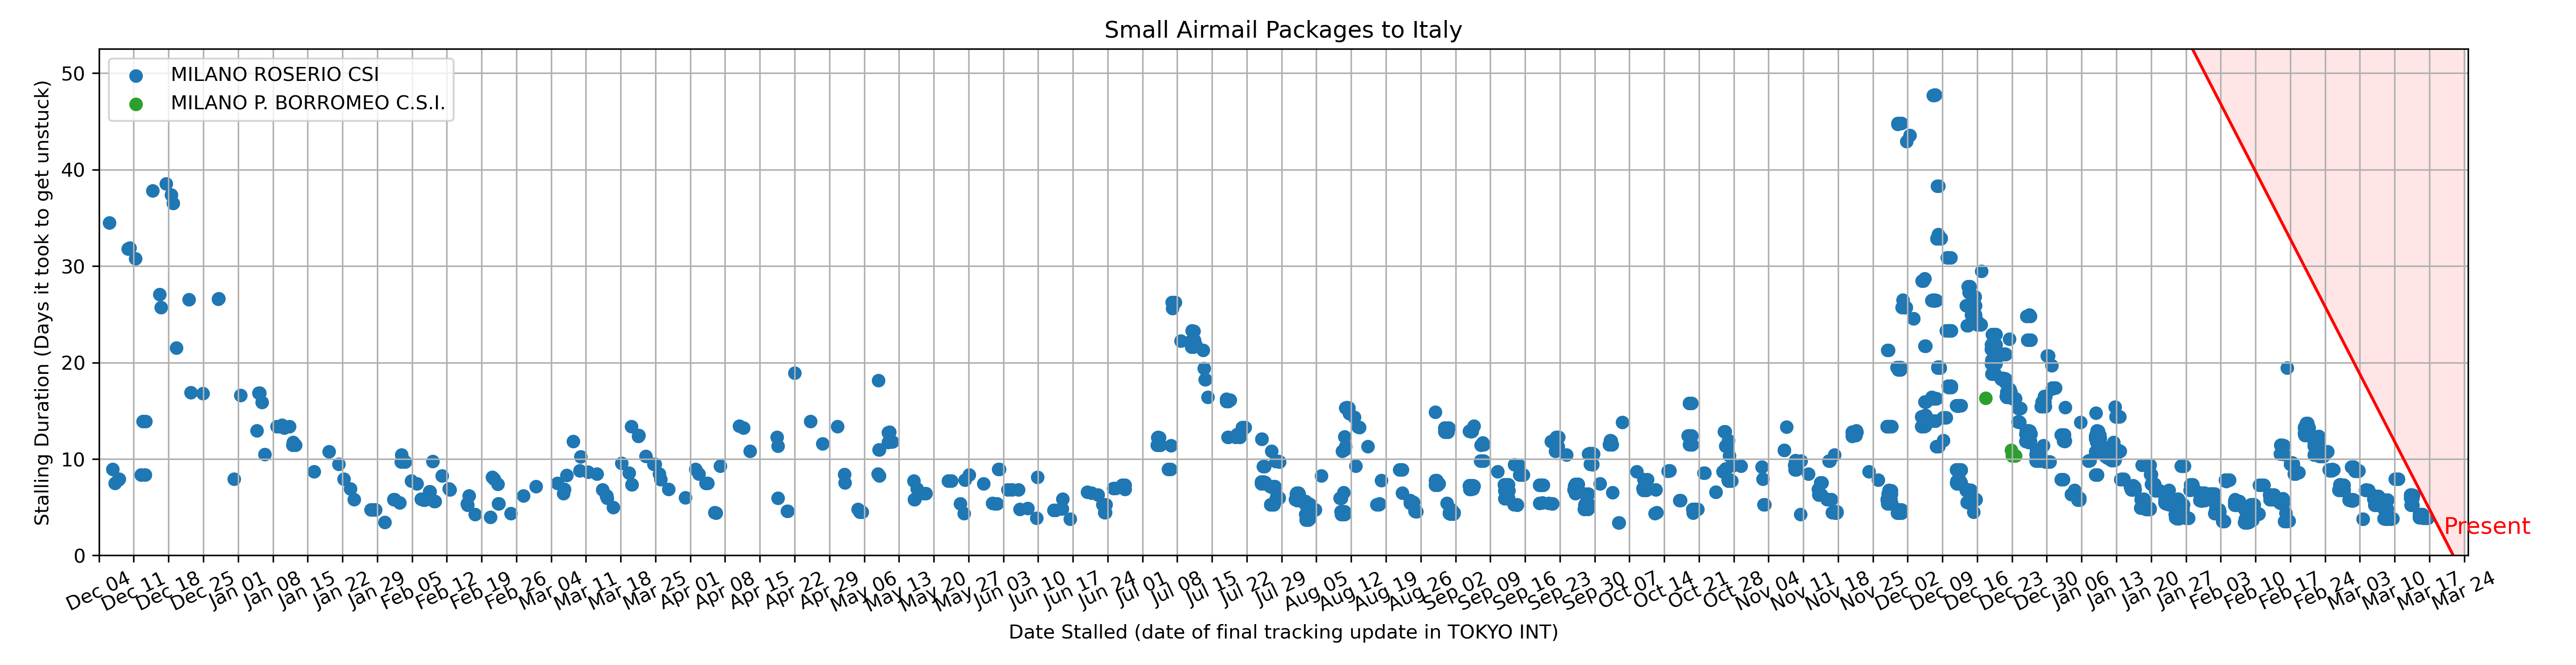 Small Airmail Packages to Italy
MILANO ROSERIO CSI
MILANO P. BORROMEO C.S.I.
Stalling Duration (Days it took to get unstuck)
50
40
30
20
10
0
Present
Dec 04
Dec 11
Dec 18
Dec 25
Jan 01
Jan 08
Jan 15
Jan 22
Jan 29
Feb 05
Feb 12
Feb 19
Feb 26
Mar 04
Mar 11
Mar 18
Mar 25
Apr 01
Apr 08
Apr 15
Apr 22
Apr 29
May 06
May 13
May 20
May 27
Jun 03
Jun 10
Jun 17
Jun 24
Jul 01
Jul 08
Jul 15
Jul 22
Jul 29
Aug 05
Aug 12
Aug 19
Aug 26
Sep 02
Sep 09
Sep 16
Sep 23
Sep 30
Oct 07
Oct 14
Oct 21
Oct 28
Nov 04
Nov 11
Nov 18
Nov 25
Dec 02
Dec 09
Dec 16
Dec 23
Dec 30
Jan 06
Jan 13
Jan 20
Jan 27
Feb 03
Feb 10
Feb 17
Feb 24
Mar 03
Mar 10
Mar 17
Mar 24
Date Stalled (date of final tracking update in TOKYO INT)